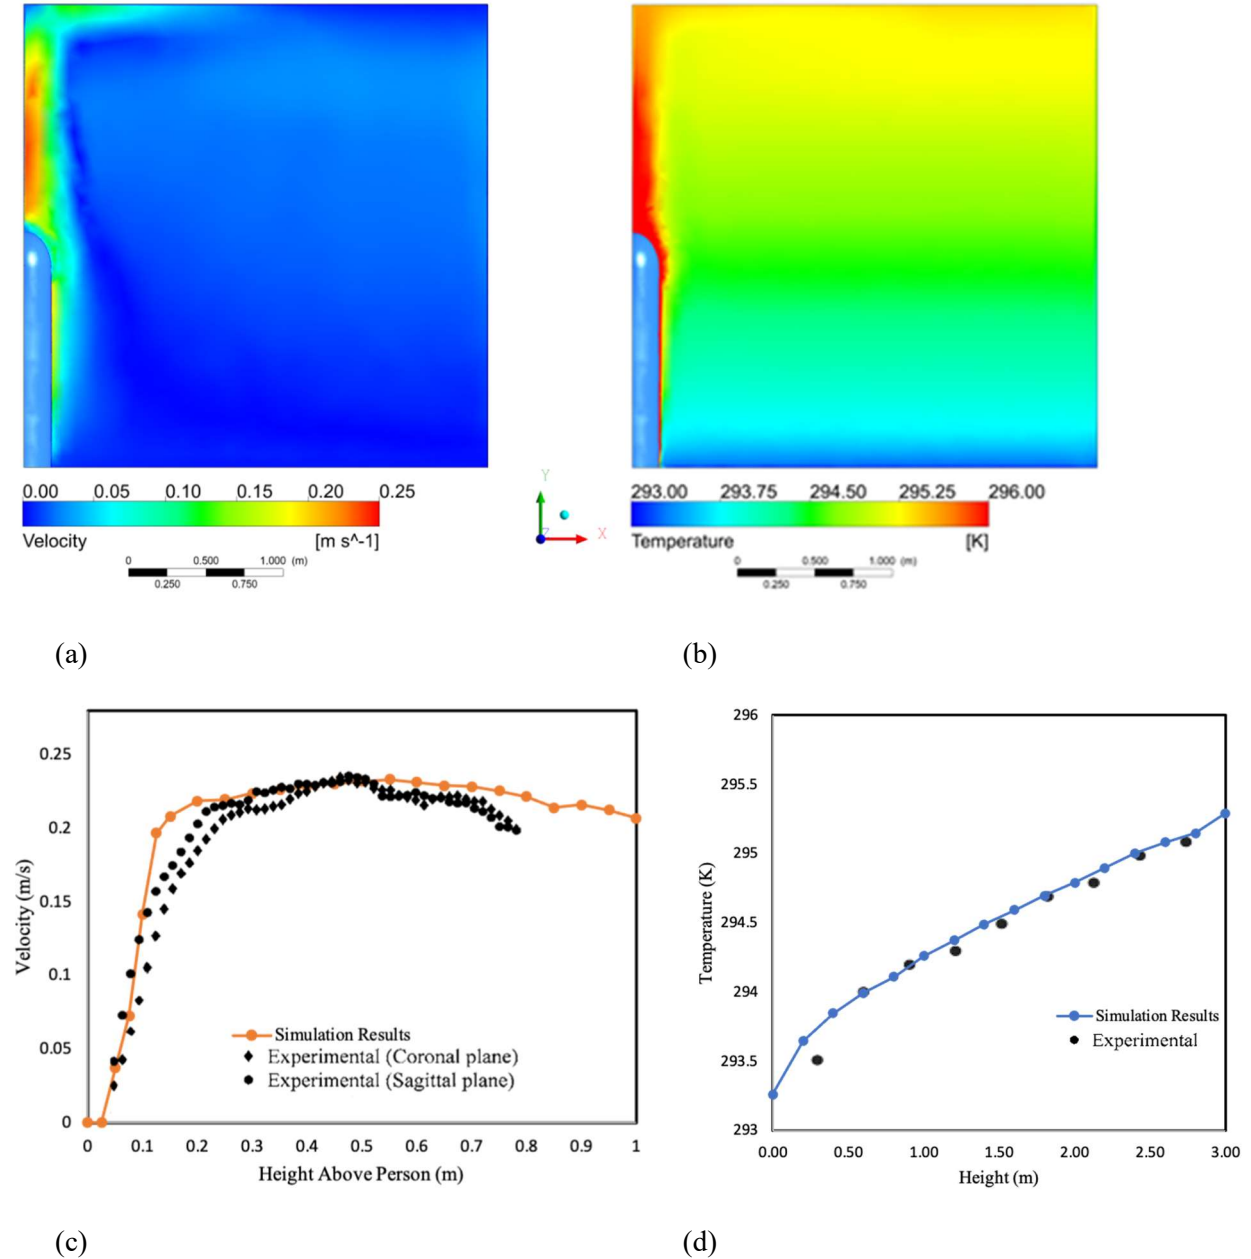 0.00 0.05 0.10 0.15 0.20 0.25
Velocity [m s^-1]
0 0.500 1.000 (m)
0.250 0.750
Y
X
Z
293.00 293.75 294.50 295.25 296.00
Temperature [K]
0 0.500 1.000 (m)
0.250 0.750
(a)
(b)
0.25
0.2
0.15
0.1
0.05
0
Velocity (m/s)
Simulation Results
Experimental (Coronal plane)
Experimental (Sagittal plane)
0 0.1 0.2 0.3 0.4 0.5 0.6 0.7 0.8 0.9 1
Height Above Person (m)
296
295.5
295
294.5
294
293.5
293
Temperature (K)
Simulation Results
Experimental
0.00 0.50 1.00 1.50 2.00 2.50 3.00
Height (m)
(c)
(d)